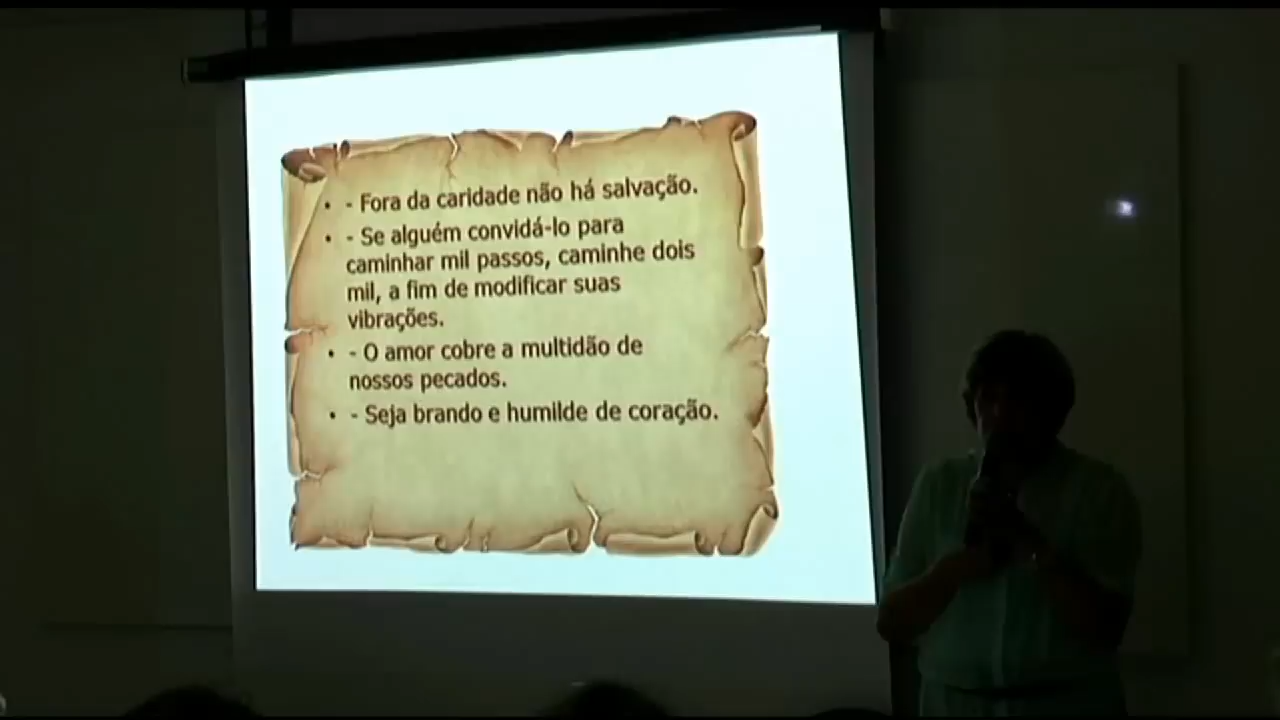 • - Fora da caridade não há salvação.
• - Se alguém convidá-lo para
caminhar mil passos, caminhe dois
mil, a fim de modificar suas
vibrações.
• - O amor cobre a multidão de
nossos pecados.
• - Seja brando e humilde de coração.